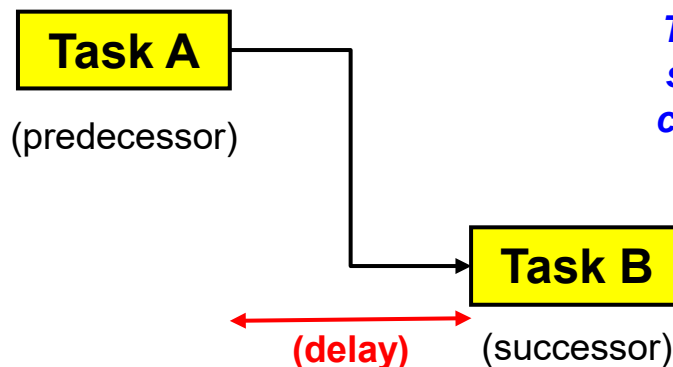 Task A
(predecessor)
Task B
(delay)
(successor)